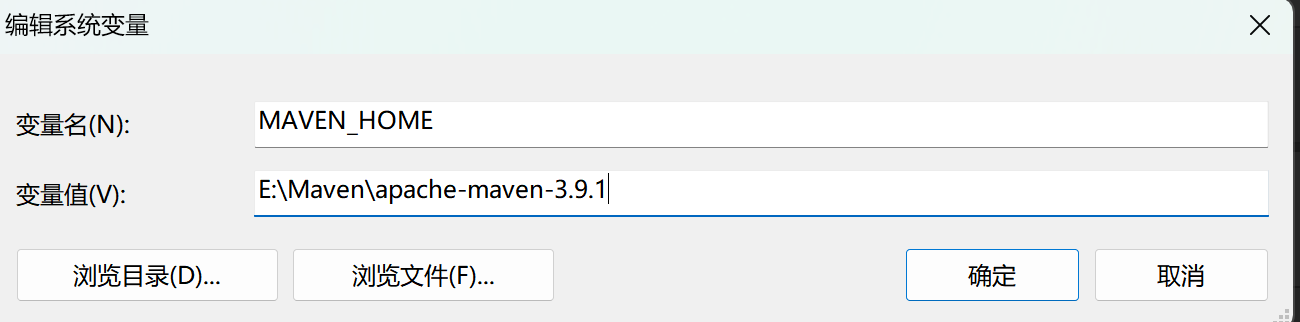 编辑系统变量
变量名(N):
MAVEN_HOME
变量值(V):
E:\Maven\apache-maven-3.9.1
浏览目录(D)...
浏览文件(F)...
确定
取消